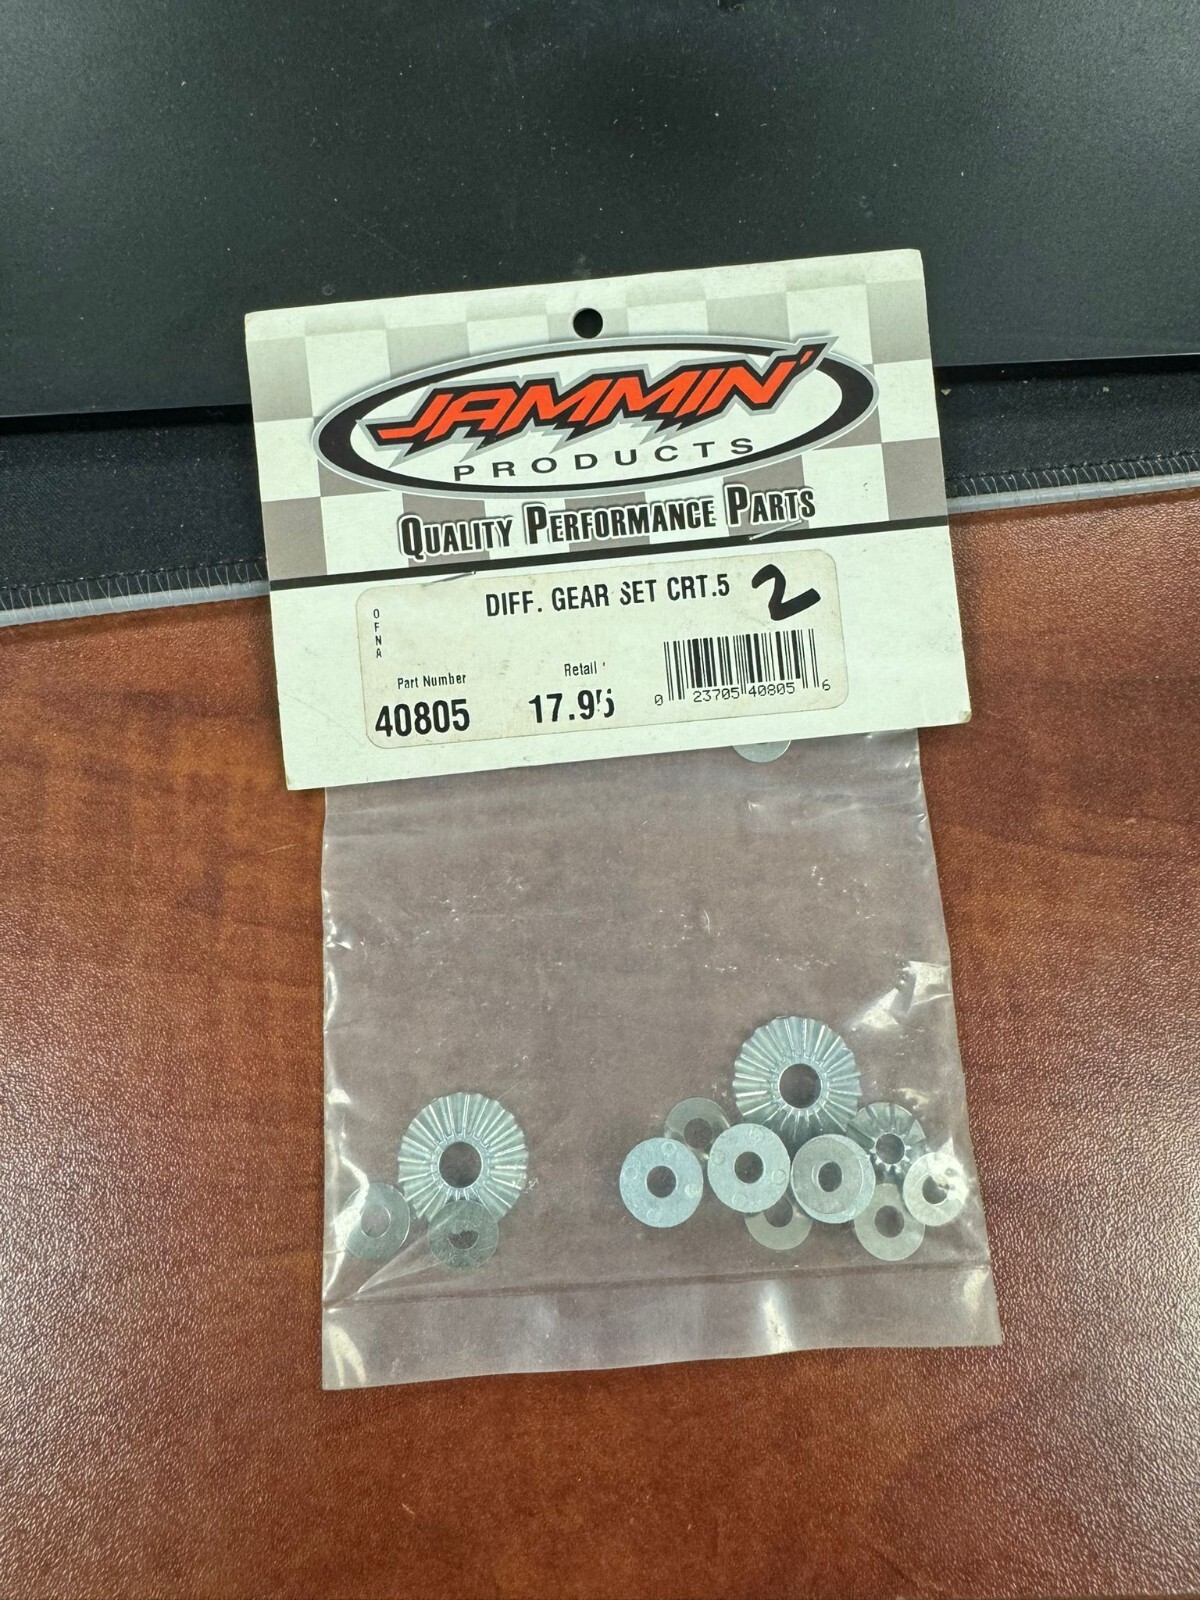 JAMMIN'
PRODUCTS
QUALITY PERFORMANCE PARTS
DIFF. GEAR SET CRT.5
2
OFNA
Part Number
Retail
40805
17.95
0 23705 40805 6